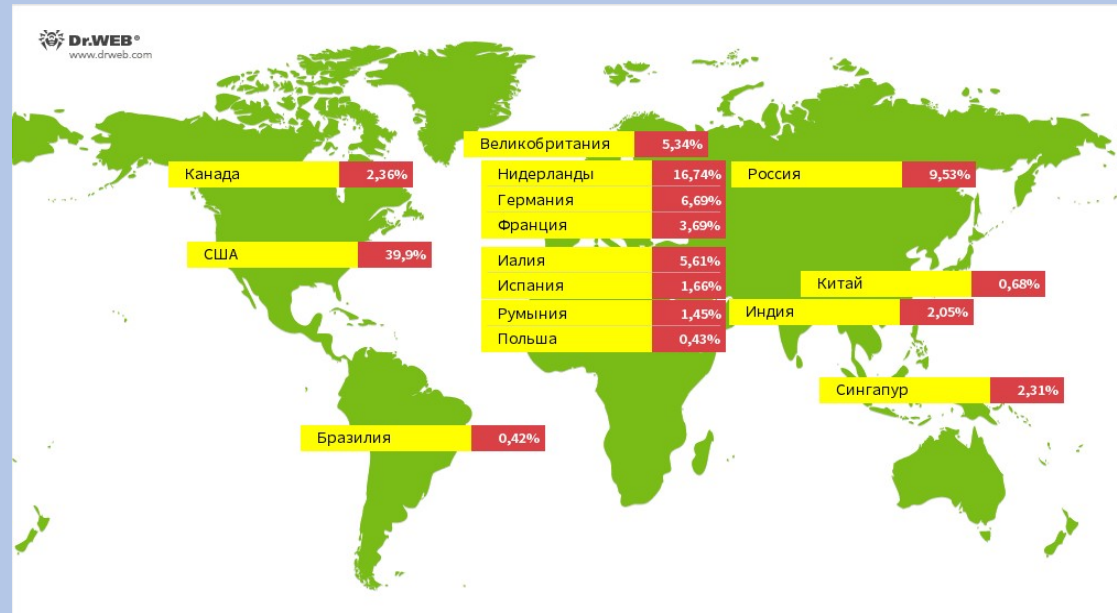 Dr.WEB®
www.drweb.com
Великобритания 5,34%
Канада 2,36%
Нидерланды 16,74%
Россия 9,53%
Германия 6,69%
Франция 3,69%
США 39,9%
Иалия 5,61%
Китай 0,68%
Испания 1,66%
Румыния 1,45%
Индия 2,05%
Польша 0,43%
Сингапур 2,31%
Бразилия 0,42%